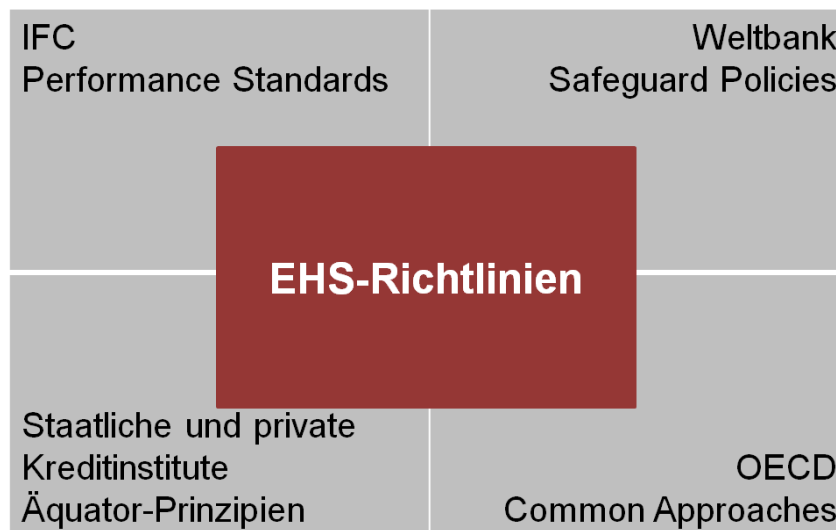 IFC
Performance Standards
Weltbank
Safeguard Policies
EHS-Richtlinien
Staatliche und private
Kreditinstitute
Äquator-Prinzipien
OECD
Common Approaches